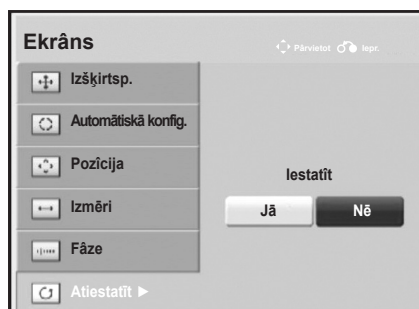 Ekrāns
Pārvietot Iepr.
Izšķirtsp.
Automātiskā konfig.
Pozīcija
Izmēri
Fāze
Atiestatīt ►
Iestatīt
Jā Nē